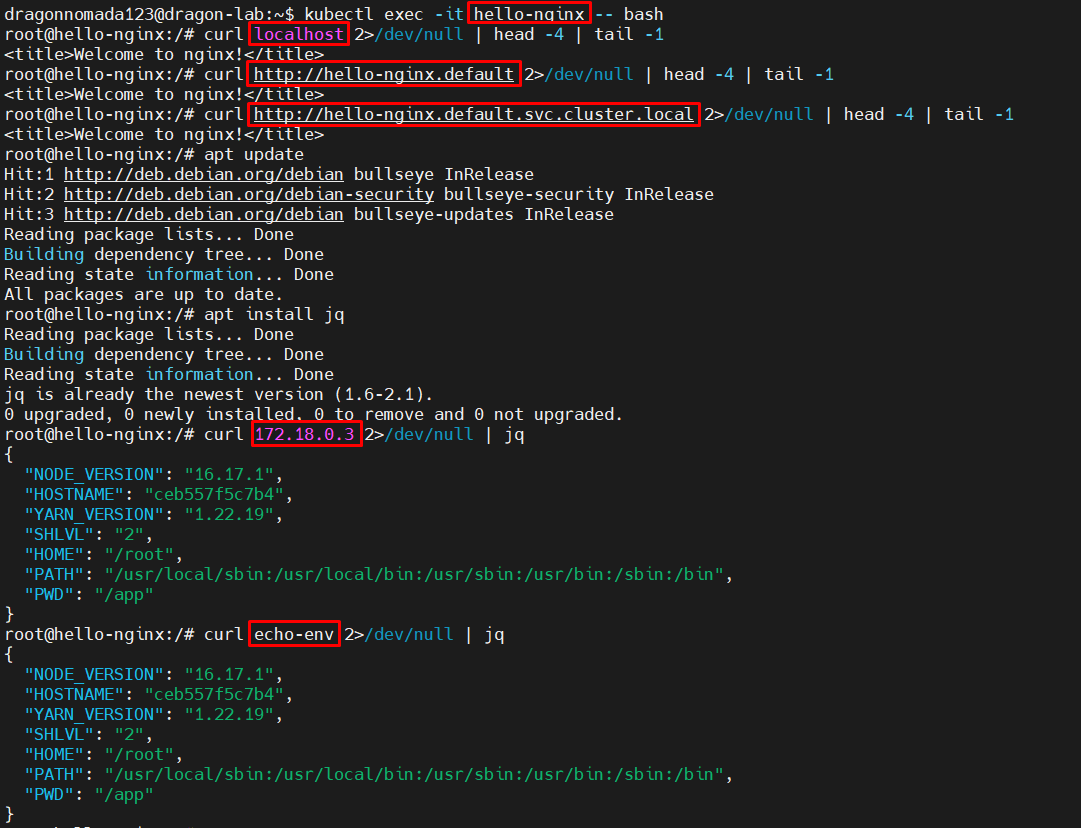 dragonnomada123@dragon-lab:~$ kubectl exec -it hello-nginx -- bash
root@hello-nginx:/# curl localhost 2>/dev/null | head -4 | tail -1
<title>Welcome to nginx!</title>
root@hello-nginx:/# curl http://hello-nginx.default 2>/dev/null | head -4 | tail -1
<title>Welcome to nginx!</title>
root@hello-nginx:/# curl http://hello-nginx.default.svc.cluster.local 2>/dev/null | head -4 | tail -1
<title>Welcome to nginx!</title>
root@hello-nginx:/# apt update
Hit:1 http://deb.debian.org/debian bullseye InRelease
Hit:2 http://deb.debian.org/debian-security bullseye-security InRelease
Hit:3 http://deb.debian.org/debian bullseye-updates InRelease
Reading package lists... Done
Building dependency tree... Done
Reading state information... Done
All packages are up to date.
root@hello-nginx:/# apt install jq
Reading package lists... Done
Building dependency tree... Done
Reading state information... Done
jq is already the newest version (1.6-2.1).
0 upgraded, 0 newly installed, 0 to remove and 0 not upgraded.
root@hello-nginx:/# curl 172.18.0.3 2>/dev/null | jq
{
  "NODE_VERSION": "16.17.1",
  "HOSTNAME": "ceb557f5c7b4",
  "YARN_VERSION": "1.22.19",
  "SHLVL": "2",
  "HOME": "/root",
  "PATH": "/usr/local/sbin:/usr/local/bin:/usr/sbin:/usr/bin:/sbin:/bin",
  "PWD": "/app"
}
root@hello-nginx:/# curl echo-env 2>/dev/null | jq
{
  "NODE_VERSION": "16.17.1",
  "HOSTNAME": "ceb557f5c7b4",
  "YARN_VERSION": "1.22.19",
  "SHLVL": "2",
  "HOME": "/root",
  "PATH": "/usr/local/sbin:/usr/local/bin:/usr/sbin:/usr/bin:/sbin:/bin",
  "PWD": "/app"
}